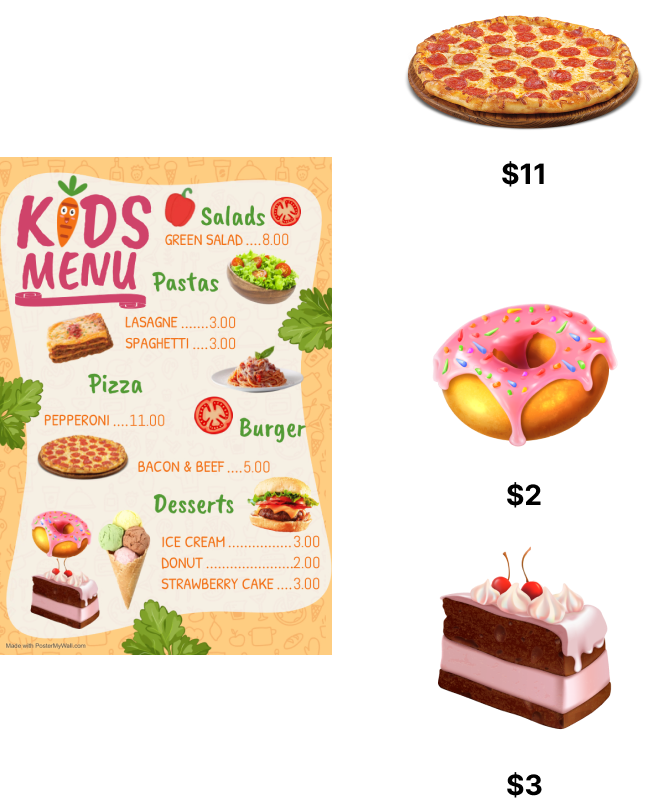 KIDS
MENU
Salads
GREEN SALAD ....8.00
Pastas
LASAGNE .......3.00
SPAGHETTI ....3.00
Pizza
PEPPERONI ....11.00
Burger
BACON & BEEF ....5.00
Desserts
ICE CREAM ......................3.00
DONUT ............................2.00
STRAWBERRY CAKE ....3.00
Made with PosterMyWall.com
$11
$2
$3